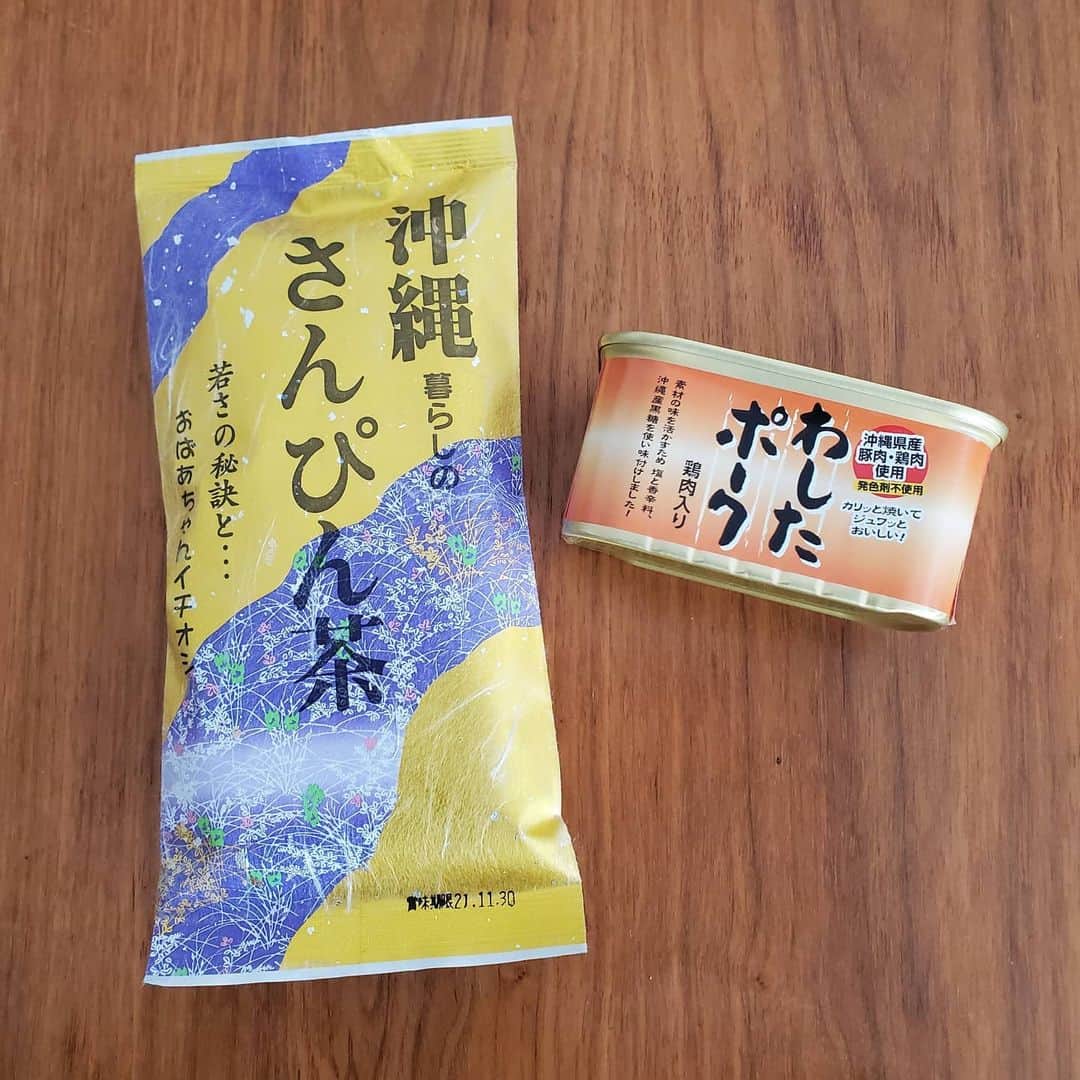 沖縄
暮らしの
さんぴん茶
若さの秘訣と・・・
おばあちゃんイチオシ
賞味期限21.11.30
沖縄県産
豚肉・鶏肉
使用
発色剤不使用
カリッと焼いて
ジュワッと
おいしい!
わした
ポーク
鶏肉入り
素材の味を活かすため 塩と香辛料、
沖縄産黒糖を使い味付けしました!